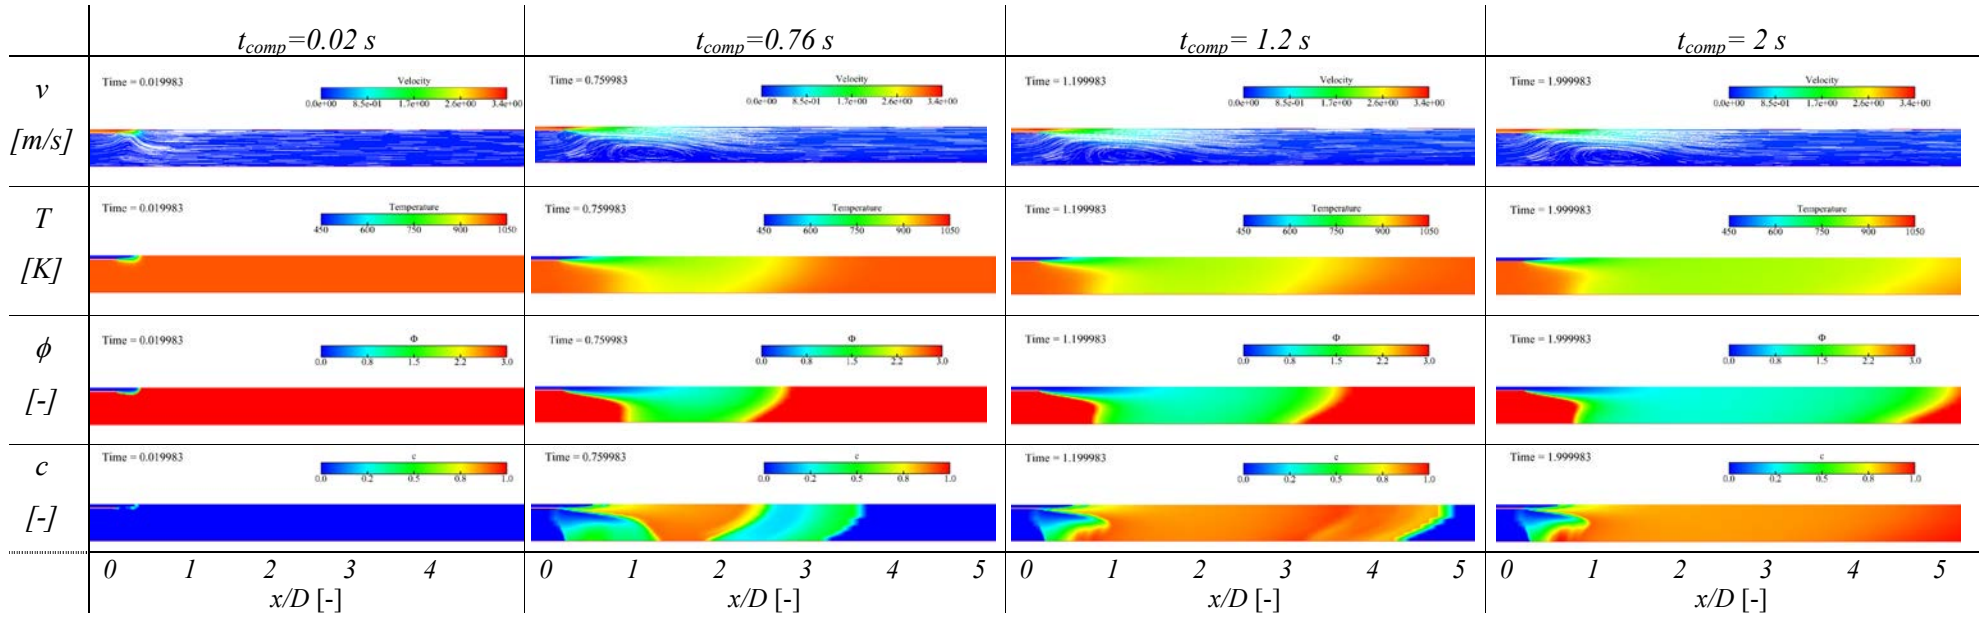 t_comp=0.02 s t_comp=0.76 s t_comp= 1.2 s t_comp= 2 s
v
[m/s]
Time = 0.019983 Velocity
0.0e+00 8.5e-01 1.7e+00 2.6e+00 3.4e+00
Time = 0.759983 Velocity
0.0e+00 8.5e-01 1.7e+00 2.6e+00 3.4e+00
Time = 1.199983 Velocity
0.0e+00 8.5e-01 1.7e+00 2.6e+00 3.4e+00
Time = 1.999983 Velocity
0.0e+00 8.5e-01 1.7e+00 2.6e+00 3.4e+00
T
[K]
Time = 0.019983 Temperature
450 600 750 900 1050
Time = 0.759983 Temperature
450 600 750 900 1050
Time = 1.199983 Temperature
450 600 750 900 1050
Time = 1.999983 Temperature
450 600 750 900 1050
ϕ
[-]
Time = 0.019983 Φ
0.0 0.8 1.5 2.2 3.0
Time = 0.759983 Φ
0.0 0.8 1.5 2.2 3.0
Time = 1.199983 Φ
0.0 0.8 1.5 2.2 3.0
Time = 1.999983 Φ
0.0 0.8 1.5 2.2 3.0
c
[-]
Time = 0.019983 c
0.0 0.2 0.5 0.8 1.0
Time = 0.759983 c
0.0 0.2 0.5 0.8 1.0
Time = 1.199983 c
0.0 0.2 0.5 0.8 1.0
Time = 1.999983 c
0.0 0.2 0.5 0.8 1.0
0 1 2 3 4
x/D [-]
0 1 2 3 4 5
x/D [-]
0 1 2 3 4 5
x/D [-]
0 1 2 3 4 5
x/D [-]